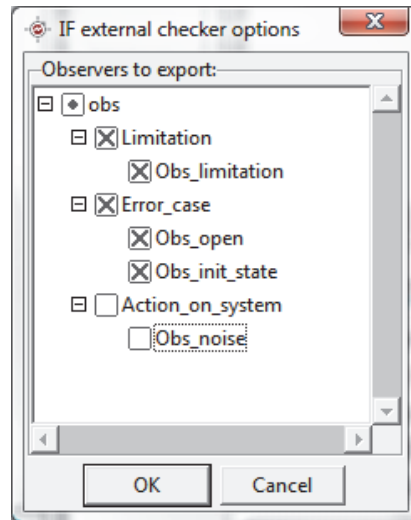 IF external checker options
Observers to export:
obs
Limitation
Obs_limitation
Error_case
Obs_open
Obs_init_state
Action_on_system
Obs_noise
OK Cancel